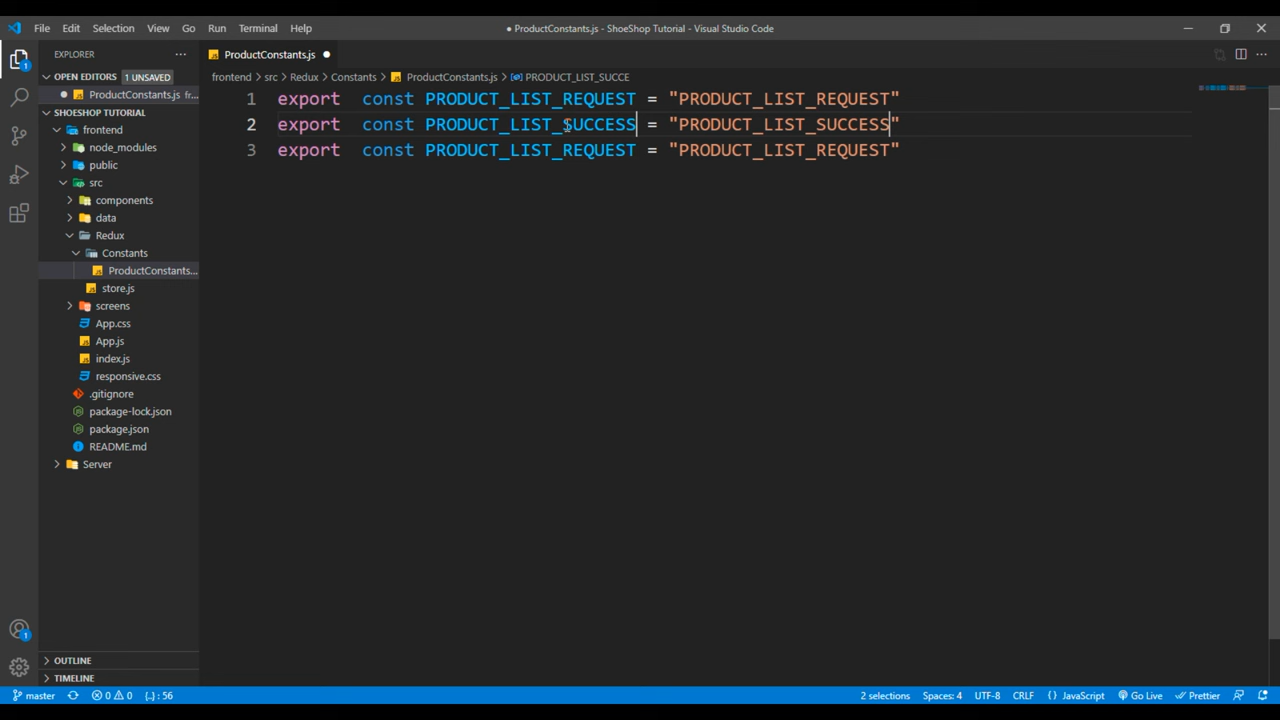 File Edit Selection View Go Run Terminal Help
● ProductConstants.js - ShoeShop Tutorial - Visual Studio Code
EXPLORER
OPEN EDITORS 1 UNSAVED
ProductConstants.js fr...
SHOESHOP TUTORIAL
frontend
node_modules
public
src
components
data
Redux
Constants
ProductConstants...
store.js
screens
App.css
App.js
index.js
responsive.css
.gitignore
package-lock.json
package.json
README.md
Server
OUTLINE
TIMELINE
ProductConstants.js
frontend > src > Redux > Constants > ProductConstants.js > PRODUCT_LIST_SUCCE
1 export  const PRODUCT_LIST_REQUEST = "PRODUCT_LIST_REQUEST"
2 export  const PRODUCT_LIST_SUCCESS = "PRODUCT_LIST_SUCCESS"
3 export  const PRODUCT_LIST_REQUEST = "PRODUCT_LIST_REQUEST"
master 0 0 {..} : 56 2 selections Spaces: 4 UTF-8 CRLF {} JavaScript Go Live Prettier